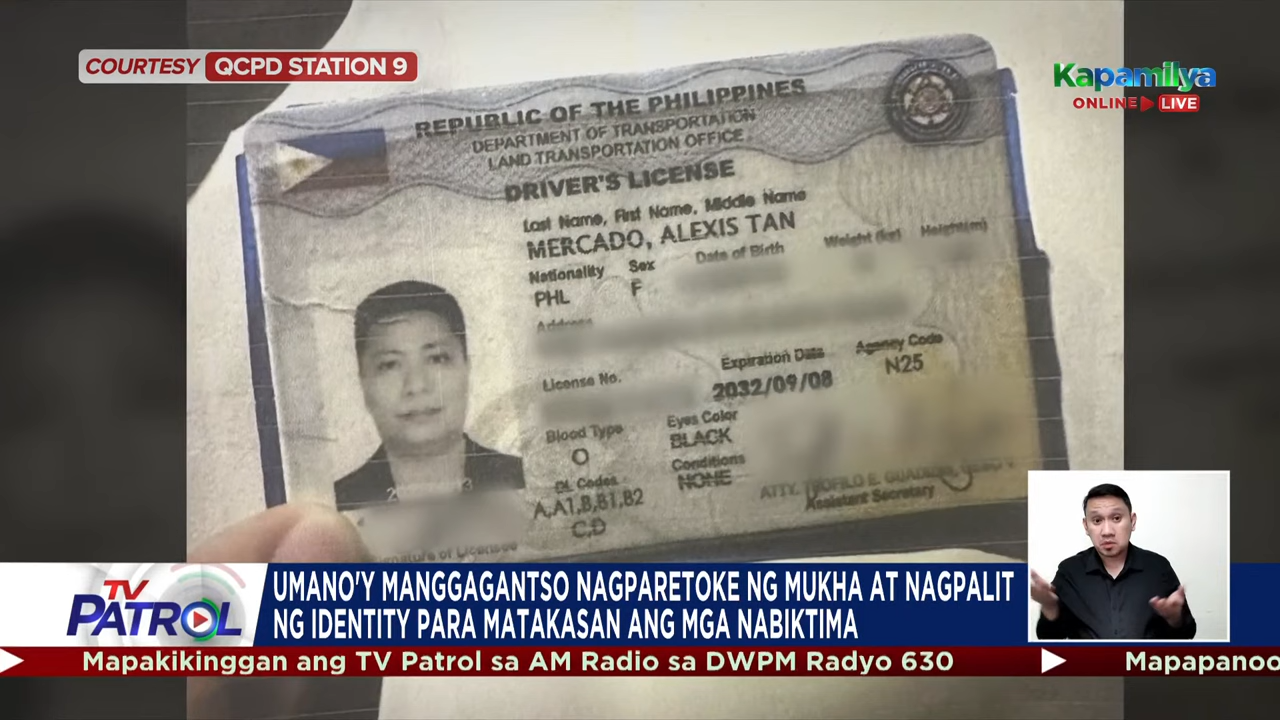 COURTESY QCPD STATION 9
Kapamilya
ONLINE LIVE
REPUBLIC OF THE PHILIPPINES
DEPARTMENT OF TRANSPORTATION
LAND TRANSPORTATION OFFICE
DRIVER'S LICENSE
Last Name, First Name, Middle Name
MERCADO, ALEXIS TAN
Nationality Sex Date of Birth Weight (kg) Height(m)
PHL F
Address
License No. Expiration Date Agency Code
2032/09/08 N25
Blood Type Eyes Color
O BLACK
DL Codes Conditions
A,A1,B,B1,B2 NONE
C,D
ATTY.
Assistant Secretary
Signature of Licensee
TV PATROL
UMANO'Y MANGGAGANTSO NAGPARETOKE NG MUKHA AT NAGPALIT
NG IDENTITY PARA MATAKASAN ANG MGA NABIKTIMA
Mapakikinggan ang TV Patrol sa AM Radio sa DWPM Radyo 630 Mapapanoo